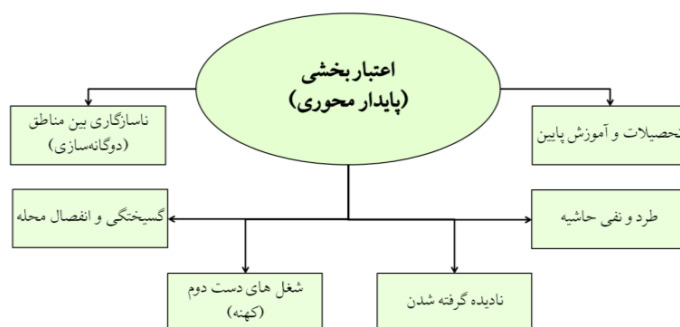 اعتبار بخشی
(پایدار محوری)
ناسازگاری بین مناطق
(دوگانه‌سازی)
تحصیلات و آموزش پایین
گسیختگی و انفصال محله
طرد و نفی حاشیه
شغل های دست دوم
(کهنه)
نادیده گرفته شدن